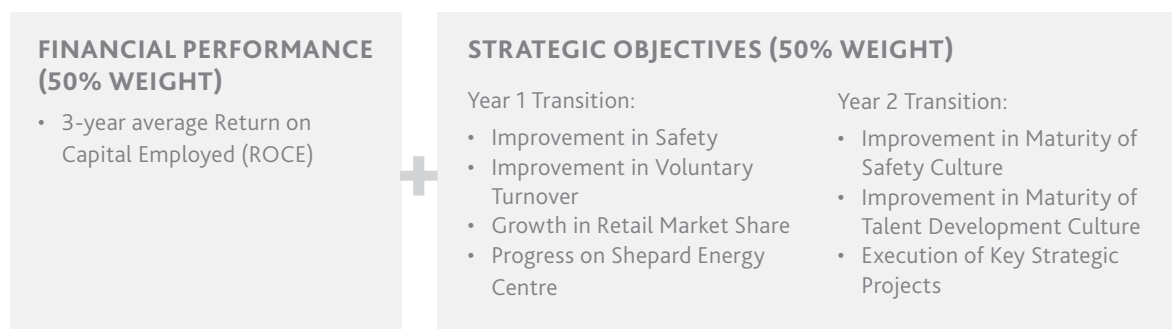 FINANCIAL PERFORMANCE
(50% WEIGHT)
• 3-year average Return on
Capital Employed (ROCE)
+
STRATEGIC OBJECTIVES (50% WEIGHT)
Year 1 Transition:
• Improvement in Safety
• Improvement in Voluntary
Turnover
• Growth in Retail Market Share
• Progress on Shepard Energy
Centre
Year 2 Transition:
• Improvement in Maturity of
Safety Culture
• Improvement in Maturity of
Talent Development Culture
• Execution of Key Strategic
Projects